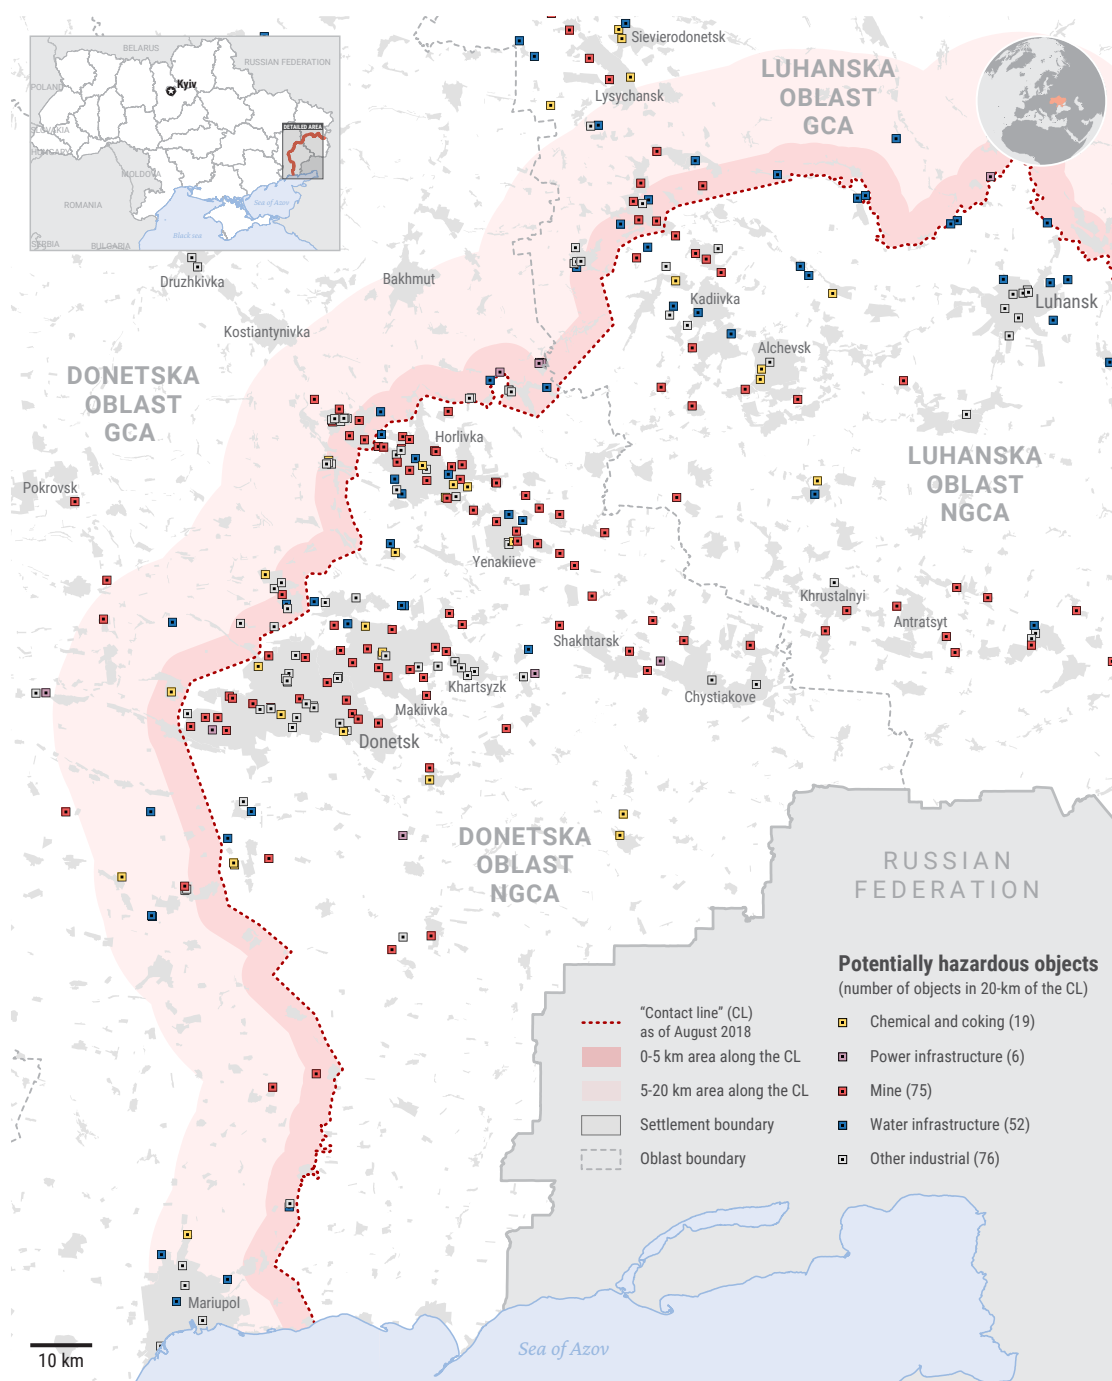 BELARUS
RUSSIAN FEDERATION
POLAND
Kyiv
SLOVAKIA
HUNGARY
DETAILED AREA
MOLDOVA
ROMANIA
Sea of Azov
Black sea
SERBIA
BULGARIA
Sievierodonetsk
LUHANSKA
OBLAST
GCA
Lysychansk
Druzhkivka
Bakhmut
Kostiantynivka
Kadiivka
Luhansk
Alchevsk
DONETSKA
OBLAST
GCA
Horlivka
LUHANSKA
OBLAST
NGCA
Pokrovsk
Yenakiieve
Khrustalnyi
Antratsyt
Shakhtarsk
Khartsyzk
Chystiakove
Makiivka
Donetsk
DONETSKA
OBLAST
NGCA
RUSSIAN
FEDERATION
Potentially hazardous objects
(number of objects in 20-km of the CL)
"Contact line" (CL)
as of August 2018
0-5 km area along the CL
5-20 km area along the CL
Settlement boundary
Oblast boundary
Chemical and coking (19)
Power infrastructure (6)
Mine (75)
Water infrastructure (52)
Other industrial (76)
Mariupol
Sea of Azov
10 km